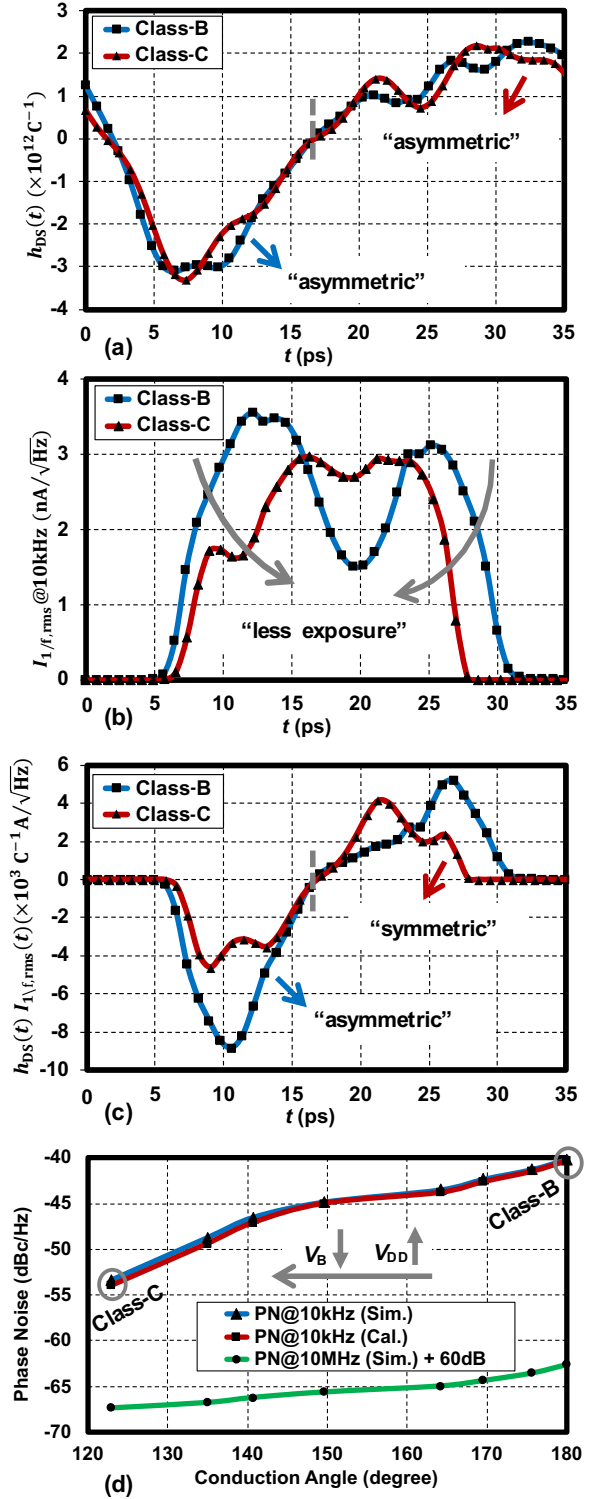 3
2
1
0
-1
-2
-3
-4
h_DS(t) (×10^12 C^−1)
Class-B
Class-C
“asymmetric”
“asymmetric”
0 5 10 15 20 25 30 35
(a)
t (ps)
4
3
2
1
0
I_1/f,rms@10kHz (nA/√Hz)
Class-B
Class-C
“less exposure”
0 5 10 15 20 25 30 35
(b)
t (ps)
6
4
2
0
-2
-4
-6
-8
-10
h_DS(t) I_1\f,rms(t) (×10^3 C^−1A/√Hz)
Class-B
Class-C
“symmetric”
“asymmetric”
0 5 10 15 20 25 30 35
(c)
t (ps)
-40
-45
-50
-55
-60
-65
-70
Phase Noise (dBc/Hz)
Class-B
V_B V_DD
Class-C
PN@10kHz (Sim.)
PN@10kHz (Cal.)
PN@10MHz (Sim.) + 60dB
120 130 140 150 160 170 180
(d)
Conduction Angle (degree)